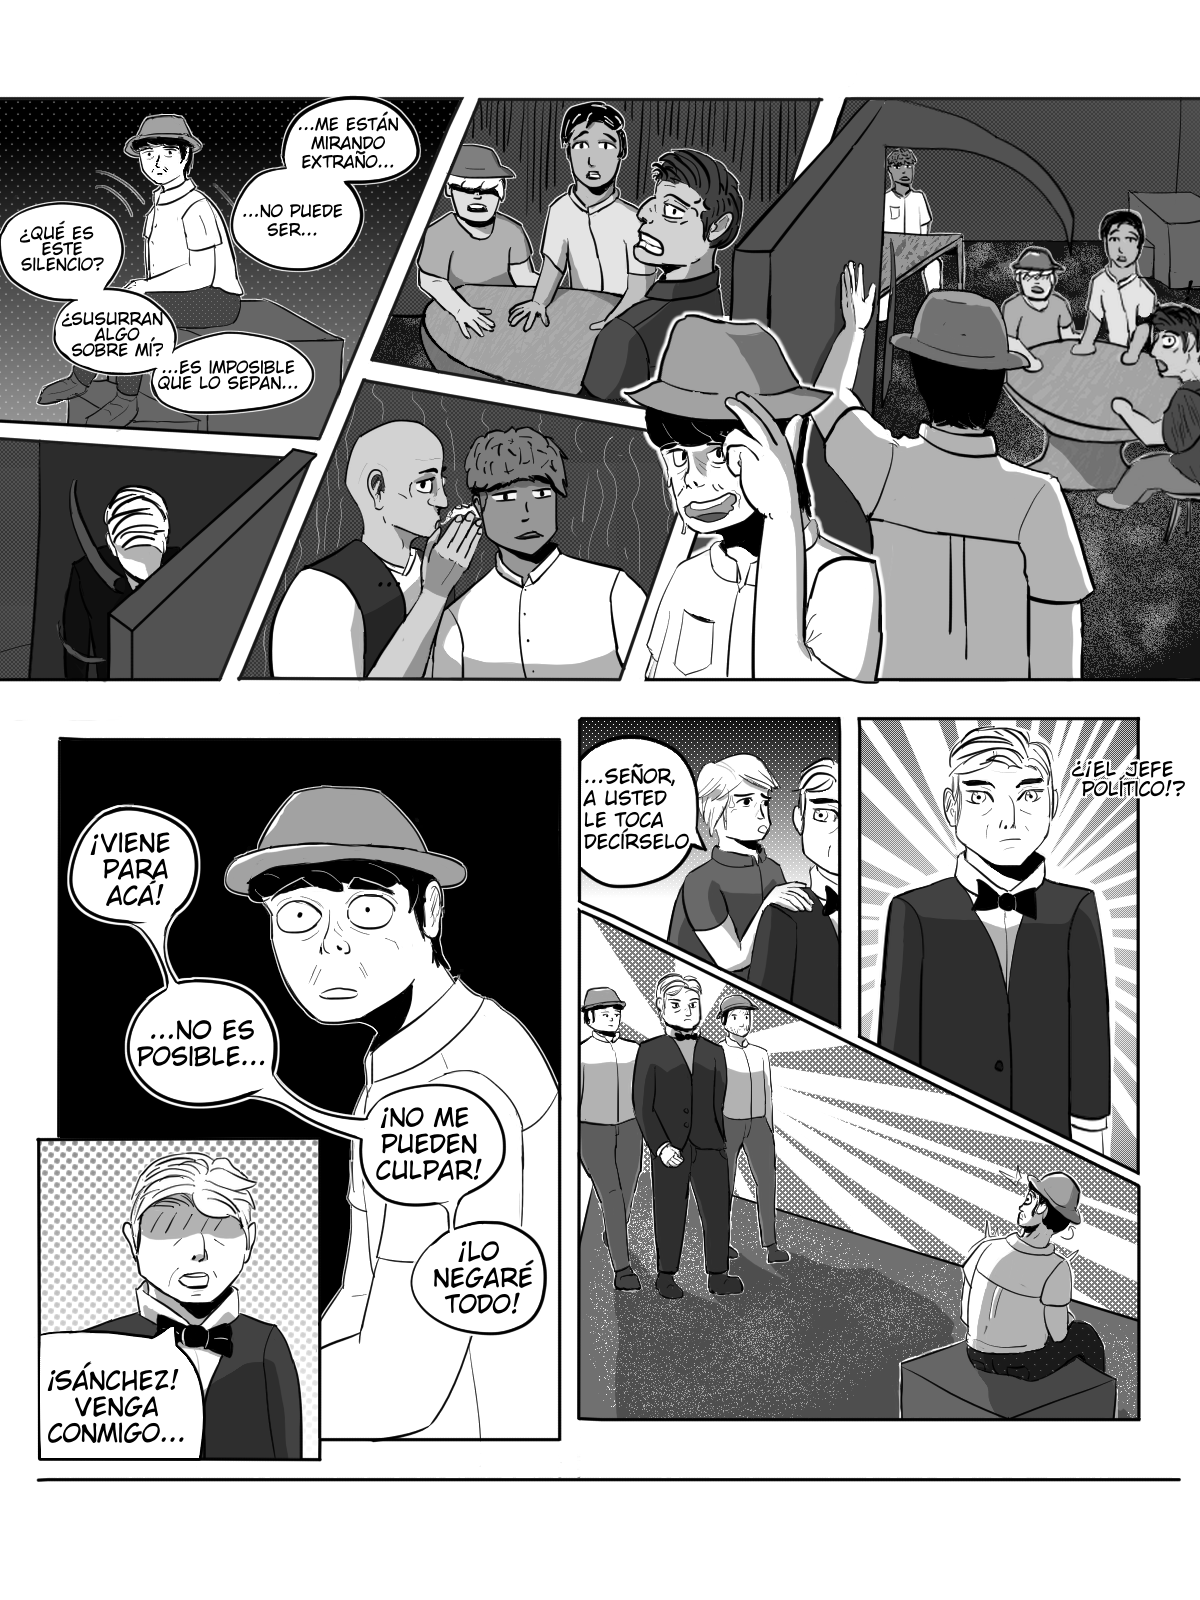 ¿QUÉ ES
ESTE
SILENCIO?
...ME ESTÁN
MIRANDO
EXTRAÑO...
...NO PUEDE
SER...
¿SUSURRAN
ALGO
SOBRE MÍ?
...ES IMPOSIBLE
QUE LO SEPAN...
...SEÑOR,
A USTED
LE TOCA
DECÍRSELO
¿¡EL JEFE
POLÍTICO!?
¡VIENE
PARA
ACÁ!
...NO ES
POSIBLE...
¡NO ME
PUEDEN
CULPAR!
¡LO
NEGARÉ
TODO!
¡SÁNCHEZ!
VENGA
CONMIGO...